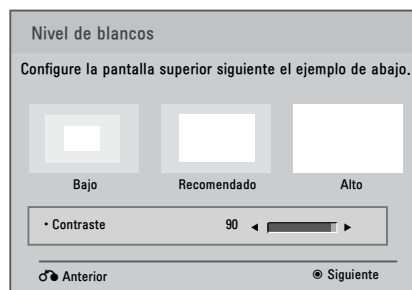 Nivel de blancos
Configure la pantalla superior siguiente el ejemplo de abajo.
Bajo Recomendado Alto
• Contraste 90 ◄ ►
Anterior ◉ Siguiente